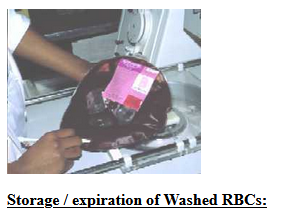 Storage / expiration of Washed RBCs: